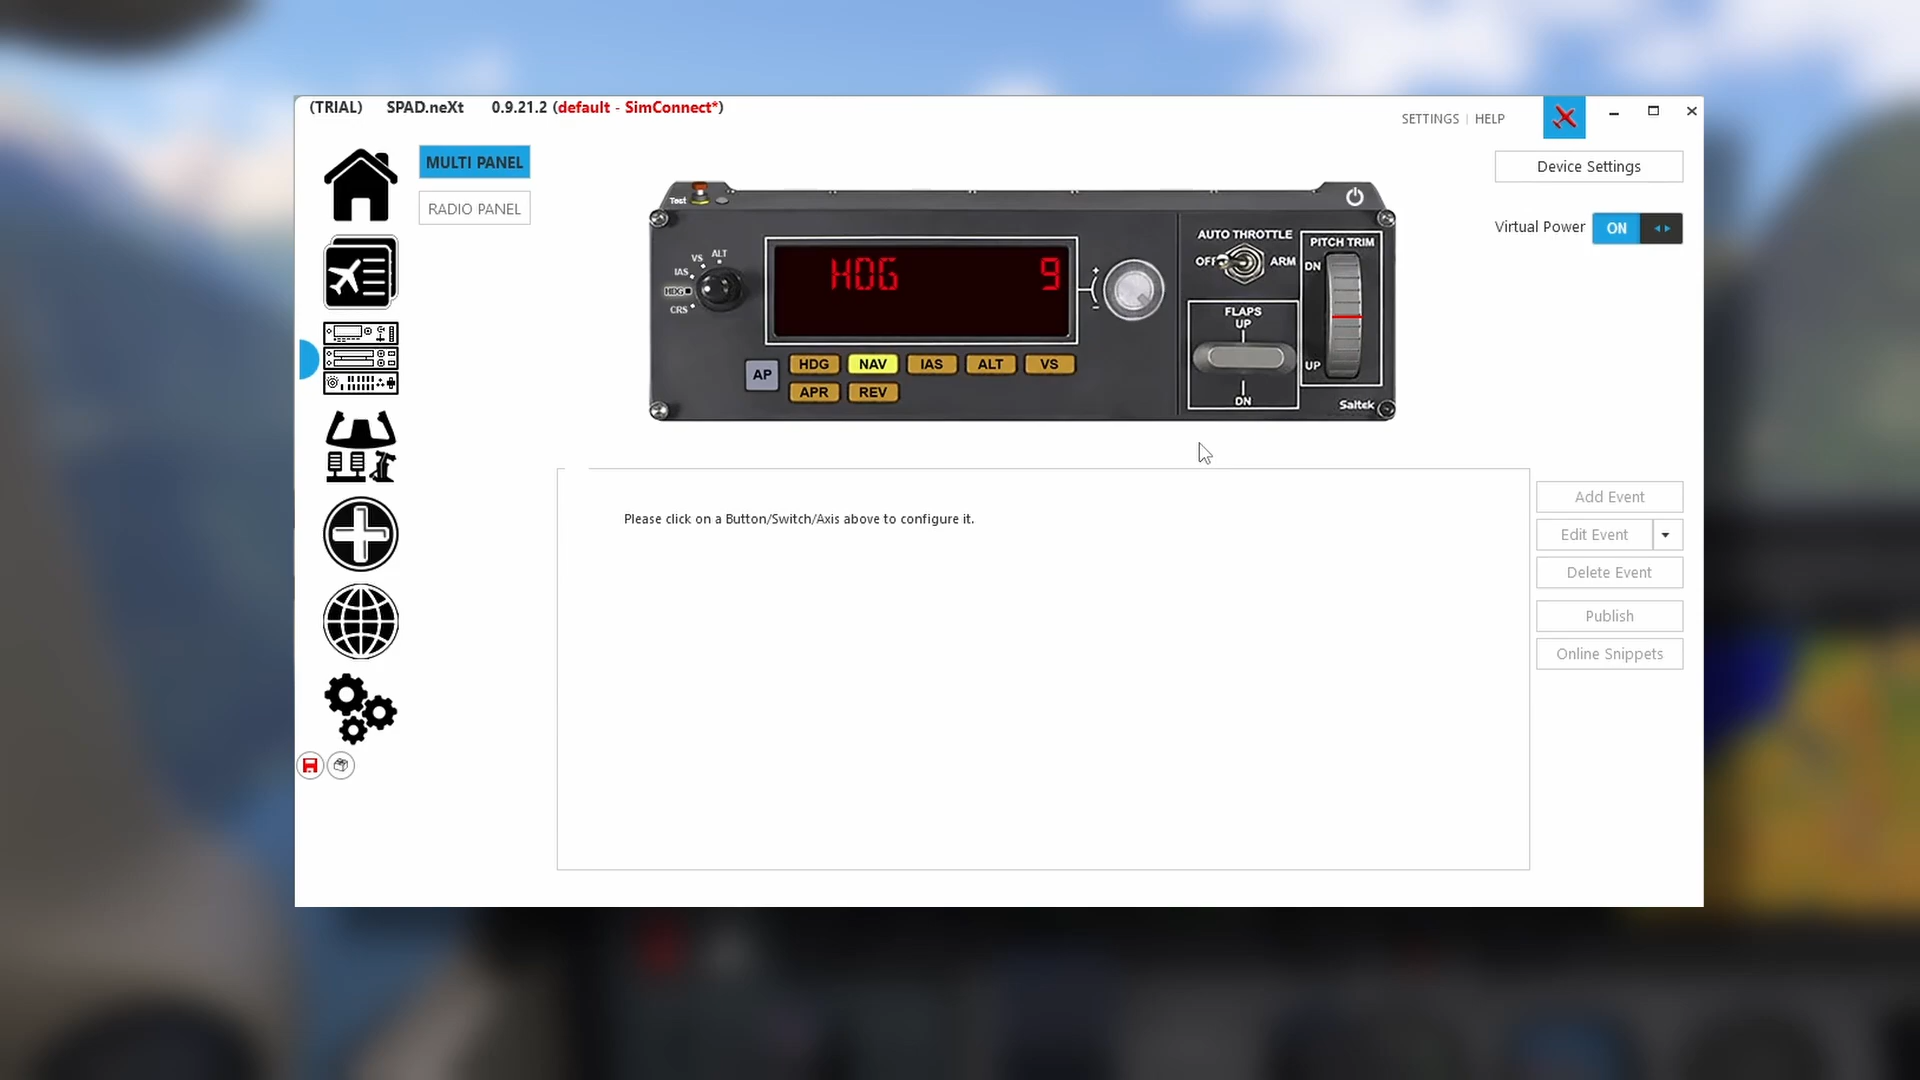 (TRIAL) SPAD.neXt 0.9.21.2 (default - SimConnect*)
SETTINGS | HELP
MULTI PANEL
RADIO PANEL
Device Settings
Virtual Power ON
Test
ALT
VS
IAS
HDG
CRS
HDG 9
+
-
AUTO THROTTLE
OFF ARM
PITCH TRIM
DN
UP
FLAPS
UP
DN
AP
HDG NAV IAS ALT VS
APR REV
Saitek
Please click on a Button/Switch/Axis above to configure it.
Add Event
Edit Event
Delete Event
Publish
Online Snippets